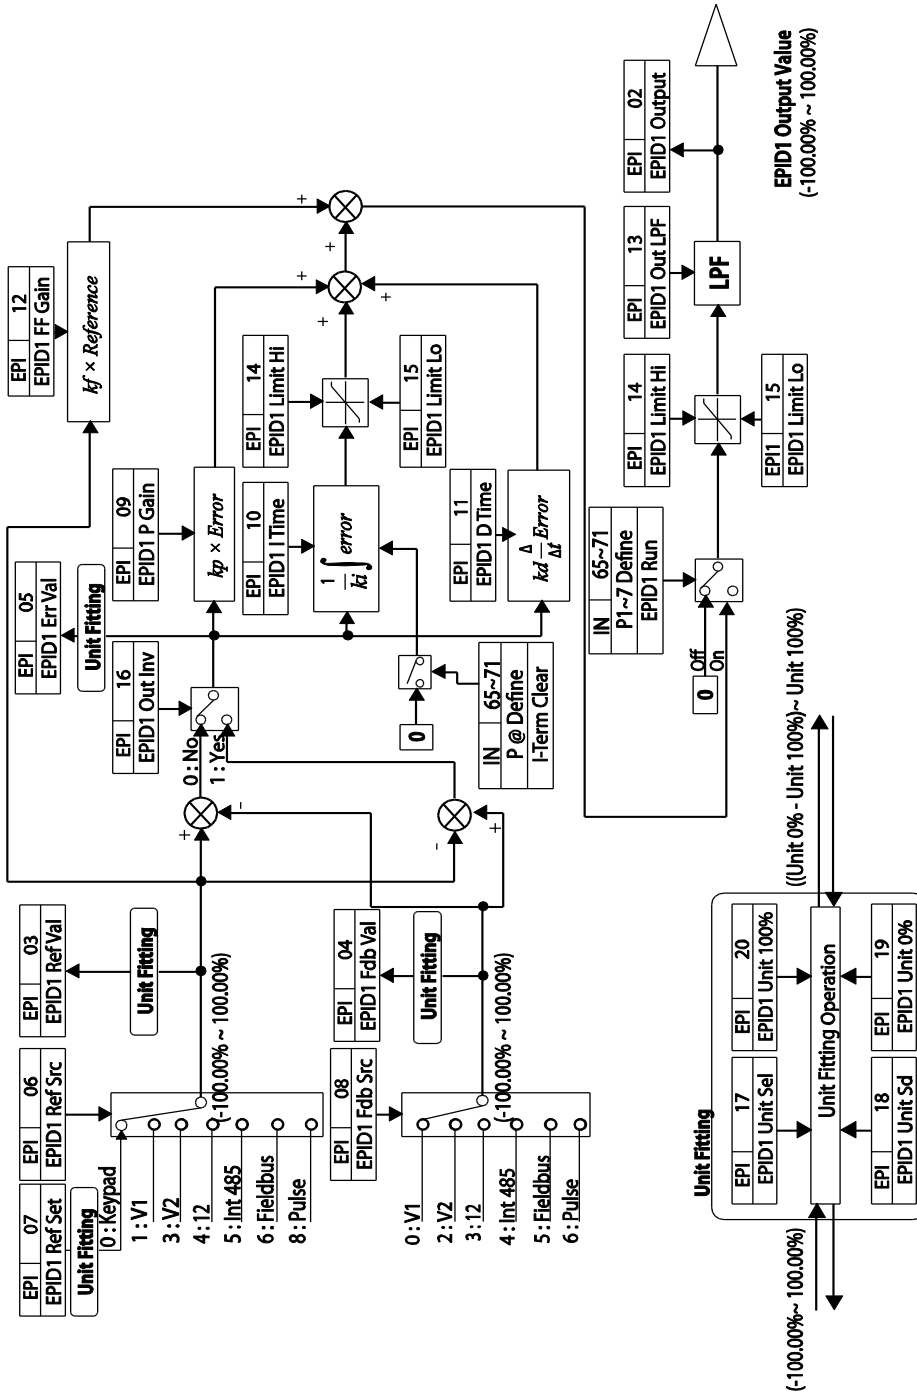 EPI 07
EPID1 Ref Set
Unit Fitting
EPI 06
EPID1 Ref Src
EPI 03
EPID1 Ref Val
Unit Fitting
0 : Keypad
1 : V1
3 : V2
4 : 12
5 : Int 485
6 : Fieldbus
8 : Pulse
(-100.00% ~ 100.00%)
EPI 08
EPID1 Fdb Src
EPI 04
EPID1 Fdb Val
Unit Fitting
0 : V1
2 : V2
3 : 12
4 : Int 485
5 : Fieldbus
6 : Pulse
(-100.00% ~ 100.00%)
+
-
-
+
0 : No
1 : Yes
EPI 16
EPID1 Out Inv
EPI 05
EPID1 Err Val
Unit Fitting
EPI 12
EPID1 FF Gain
kf × Reference
EPI 09
EPID1 P Gain
kp × Error
EPI 10
EPID1 I Time
1/ki ∫ error
EPI 14
EPID1 Limit Hi
EPI 15
EPID1 Limit Lo
EPI 11
EPID1 D Time
kd Δ/Δt Error
0
IN 65~71
P @ Define
I-Term Clear
+
+
+
+
+
IN 65~71
P1~7 Define
EPID1 Run
0
Off
On
EPI 14
EPID1 Limit Hi
EPI1 15
EPID1 Limit Lo
EPI 13
EPID1 Out LPF
LPF
EPI 02
EPID1 Output
EPID1 Output Value
(-100.00% ~ 100.00%)
Unit Fitting
EPI 17
EPID1 Unit Sel
EPI 20
EPID1 Unit 100%
Unit Fitting Operation
EPI 18
EPID1 Unit Sd
EPI 19
EPID1 Unit 0%
(-100.00%~ 100.00%)
((Unit 0% - Unit 100%)~ Unit 100%)